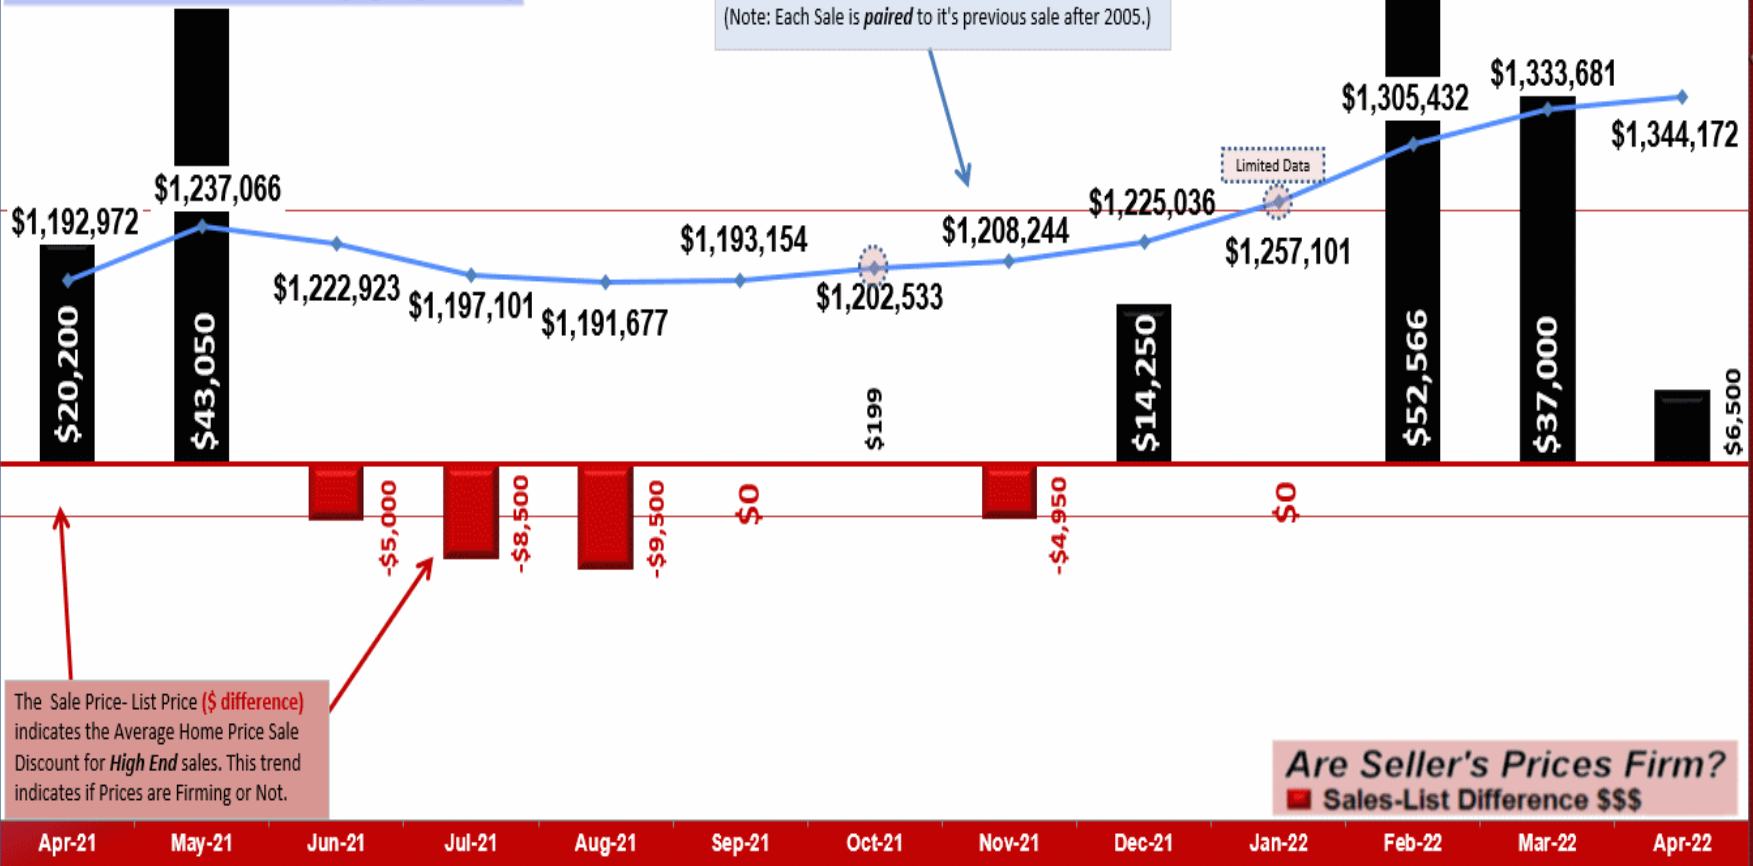 (Note: Each Sale is paired to it's previous sale after 2005.)
$1,192,972
$1,237,066
$1,222,923
$1,197,101
$1,191,677
$1,193,154
$1,202,533
$1,208,244
$1,225,036
Limited Data
$1,257,101
$1,305,432
$1,333,681
$1,344,172
$20,200
$43,050
-$5,000
-$8,500
-$9,500
$0
$199
-$4,950
$14,250
$0
$52,566
$37,000
$6,500
The Sale Price- List Price ($ difference)
indicates the Average Home Price Sale
Discount for High End sales. This trend
indicates if Prices are Firming or Not.
Are Seller's Prices Firm?
Sales-List Difference $$$
Apr-21 May-21 Jun-21 Jul-21 Aug-21 Sep-21 Oct-21 Nov-21 Dec-21 Jan-22 Feb-22 Mar-22 Apr-22